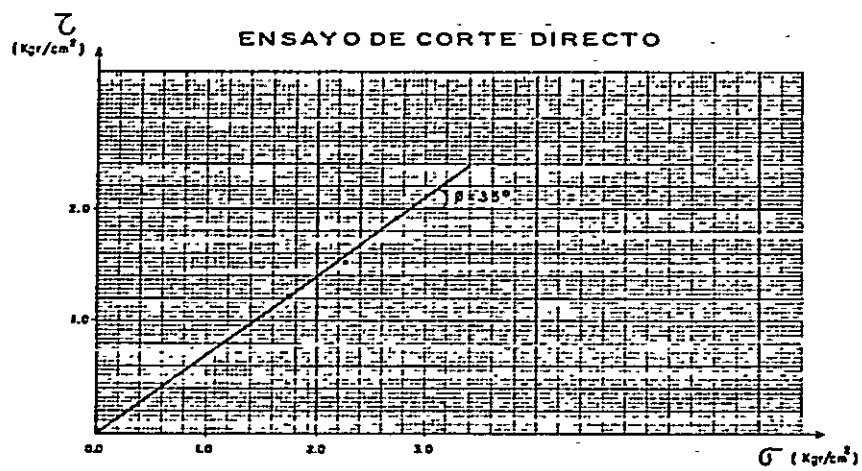 ENSAYO DE CORTE DIRECTO
τ
(Kgr/cm²)
ø = 35°
2.0
1.0
0.0 1.0 2.0 3.0
σ (Kgr/cm²)